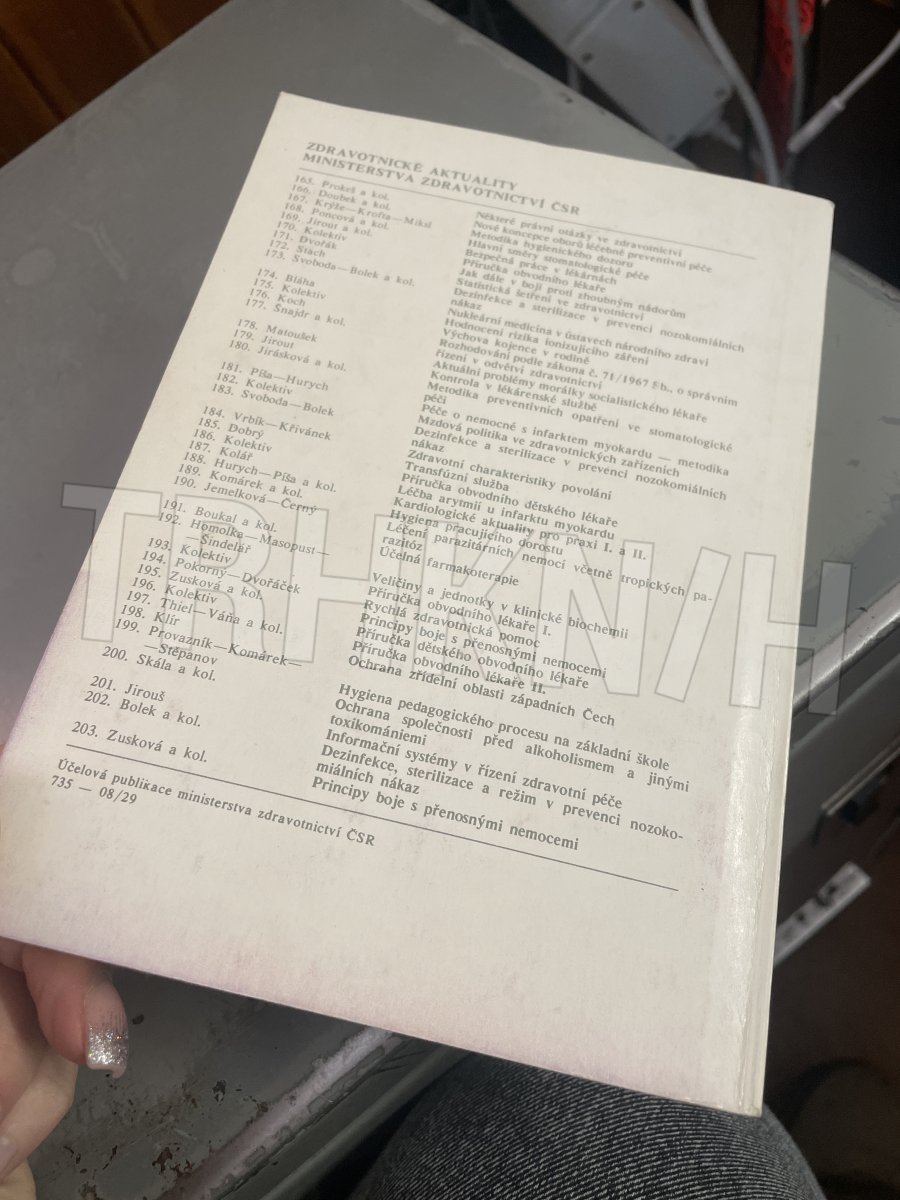 ZDRAVOTNICKÉ AKTUALITY
MINISTERSTVA ZDRAVOTNICTVÍ ČSR
165. Prokeš a kol. Některé právní otázky ve zdravotnictví
166. Doubek a kol. Nové koncepce oborů léčebně preventivní péče
167. Krýže—Krofta—Miksl Metodika hygienického dozoru
168. Poncová a kol. Hlavní směry stomatologické péče
169. Jirout a kol. Bezpečná práce v lékárnách
170. Kolektiv Příručka obvodního lékaře
171. Dvořák Jak dále v boji proti zhoubným nádorům
172. Stach Statistická šetření ve zdravotnictví
173. Svoboda—Bolek a kol. Dezinfekce a sterilizace v prevenci nozokomiálních
nákaz
174. Bláha Nukleární medicína v ústavech národního zdraví
175. Kolektiv Hodnocení rizika ionizujícího záření
176. Koch Výchova kojence v rodině
177. Šnajdr a kol. Rozhodování podle zákona č. 71/1967 Sb., o správním
řízení v odvětví zdravotnictví
178. Matoušek Aktuální problémy morálky socialistického lékaře
179. Jirout Kontrola v lékárenské službě
180. Jirásková a kol. Metodika preventivních opatření ve stomatologické
péči
181. Píša—Hurych Péče o nemocné s infarktem myokardu — metodika
182. Kolektiv Mzdová politika ve zdravotnických zařízeních
183. Svoboda—Bolek Dezinfekce a sterilizace v prevenci nozokomiálních
nákaz
184. Vrbík—Křivánek Zdravotní charakteristiky povolání
185. Dobrý Transfúzní služba
186. Kolektiv Příručka obvodního dětského lékaře
187. Kolář Léčba arytmií u infarktu myokardu
188. Hurych—Píša a kol. Kardiologické aktuality pro praxi I. a II.
189. Komárek a kol. Hygiena pracujícího dorostu
190. Jemelková—Černý Léčení parazitárních nemocí včetně tropických pa-
razitóz
191. Boukal a kol. Účelná farmakoterapie
192. Homolka—Masopust—
—Šindelář Veličiny a jednotky v klinické biochemii
193. Kolektiv Příručka obvodního lékaře I.
194. Pokorný—Dvořáček Rychlá zdravotnická pomoc
195. Zusková a kol. Principy boje s přenosnými nemocemi
196. Kolektiv Příručka dětského obvodního lékaře
197. Thiel—Váňa a kol. Příručka obvodního lékaře II.
198. Klír Ochrana zřídelní oblasti západních Čech
199. Provazník—Komárek—
—Štěpanov Hygiena pedagogického procesu na základní škole
200. Skála a kol. Ochrana společnosti před alkoholismem a jinými
toxikomániemi
201. Jirouš Informační systémy v řízení zdravotní péče
202. Bolek a kol. Dezinfekce, sterilizace a režim v prevenci nozoko-
miálních nákaz
203. Zusková a kol. Principy boje s přenosnými nemocemi
Účelová publikace ministerstva zdravotnictví ČSR
735 — 08/29
TRHKN/H